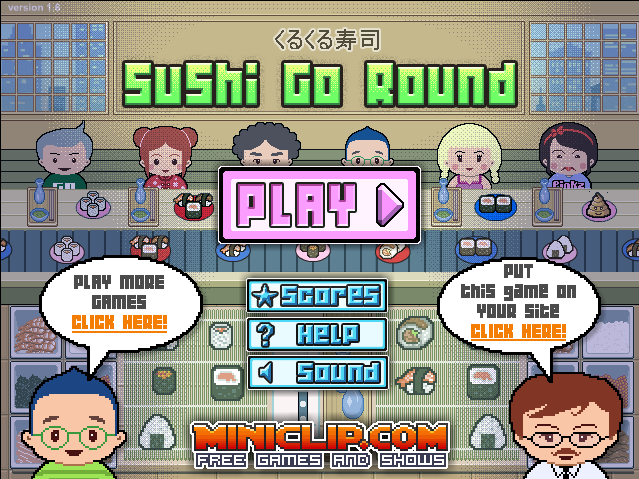 version 1.8
くるくる寿司
Sushi Go Round
PLAY
PLAY MORE
GAMES
CLICK HERE!
PUT
this game on
YOUR SITE
CLICK HERE!
Scores
? Help
Sound
MINICLIP.COM
FREE GAMES AND SHOWS